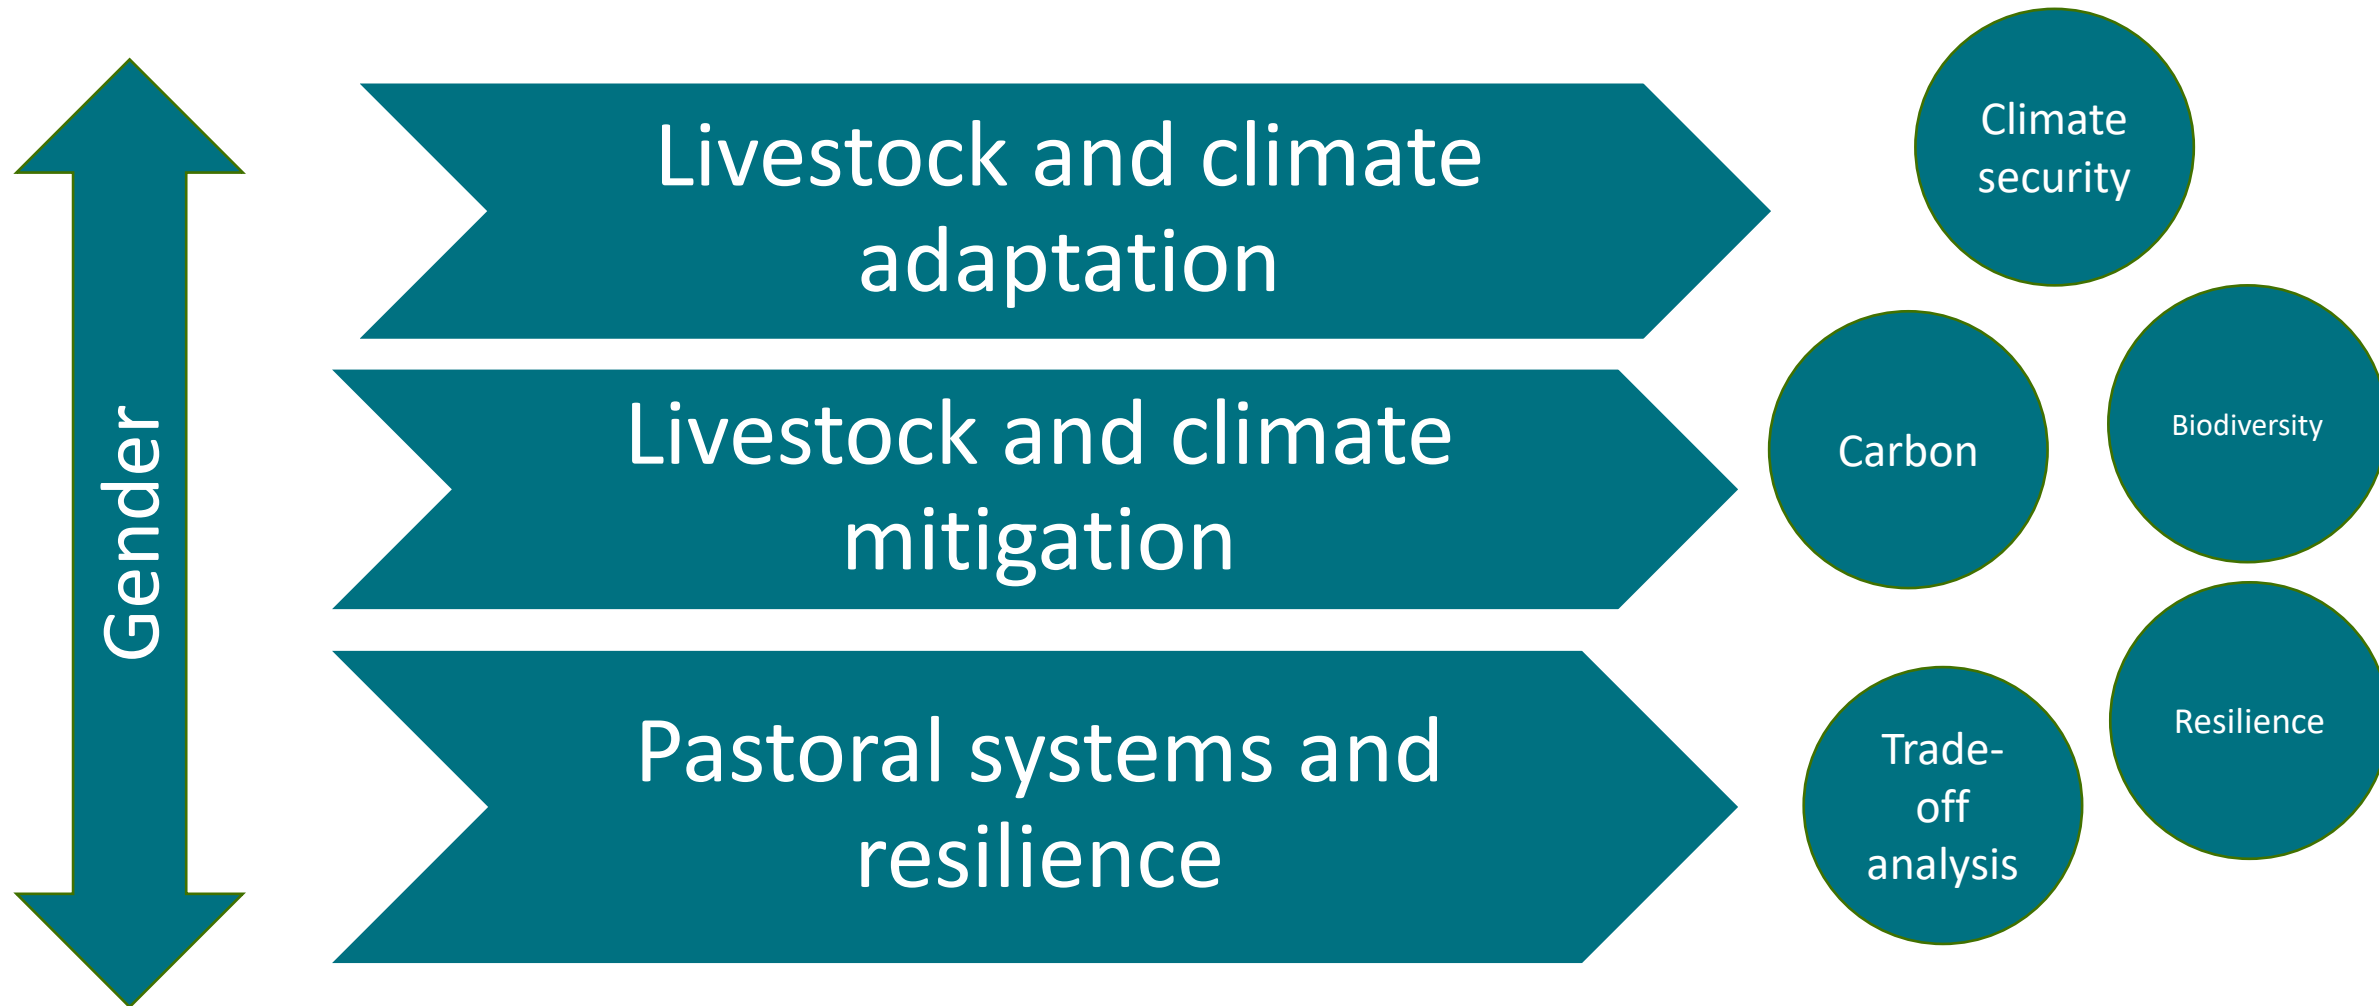 Gender
Livestock and climate
adaptation
Livestock and climate
mitigation
Pastoral systems and
resilience
Climate
security
Carbon
Biodiversity
Resilience
Trade-
off
analysis